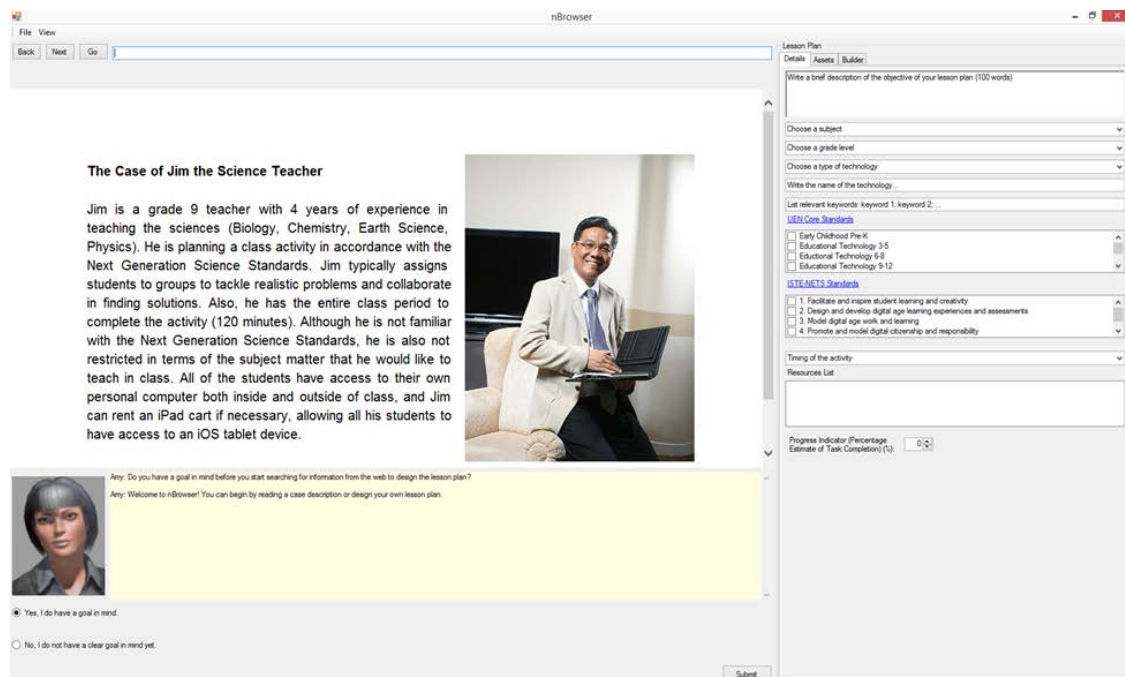 nBrowser
File View
Back Next Go
The Case of Jim the Science Teacher
Jim is a grade 9 teacher with 4 years of experience in
teaching the sciences (Biology, Chemistry, Earth Science,
Physics). He is planning a class activity in accordance with the
Next Generation Science Standards. Jim typically assigns
students to groups to tackle realistic problems and collaborate
in finding solutions. Also, he has the entire class period to
complete the activity (120 minutes). Although he is not familiar
with the Next Generation Science Standards, he is also not
restricted in terms of the subject matter that he would like to
teach in class. All of the students have access to their own
personal computer both inside and outside of class, and Jim
can rent an iPad cart if necessary, allowing all his students to
have access to an iOS tablet device.
Amy: Do you have a goal in mind before you start searching for information from the web to design the lesson plan?
Amy: Welcome to nBrowser! You can begin by reading a case description or design your own lesson plan.
Yes, I do have a goal in mind.
No, I do not have a clear goal in mind yet.
Submit
Lesson Plan
Details Assets Builder
Write a brief description of the objective of your lesson plan (100 words)
Choose a subject
Choose a grade level
Choose a type of technology
Write the name of the technology...
List relevant keywords: keyword 1; keyword 2; ...
UEN Core Standards
Early Childhood Pre-K
Educational Technology 3-5
Eductional Technology 6-8
Educational Technology 9-12
ISTE-NETS Standards
1. Facilitate and inspire student learning and creativity
2. Design and develop digital age learning experiences and assessments
3. Model digital age work and learning
4. Promote and model digital citizenship and responsibility
Timing of the activity
Resources List
Progress Indicator (Percentage
Estimate of Task Completion) (%): 0